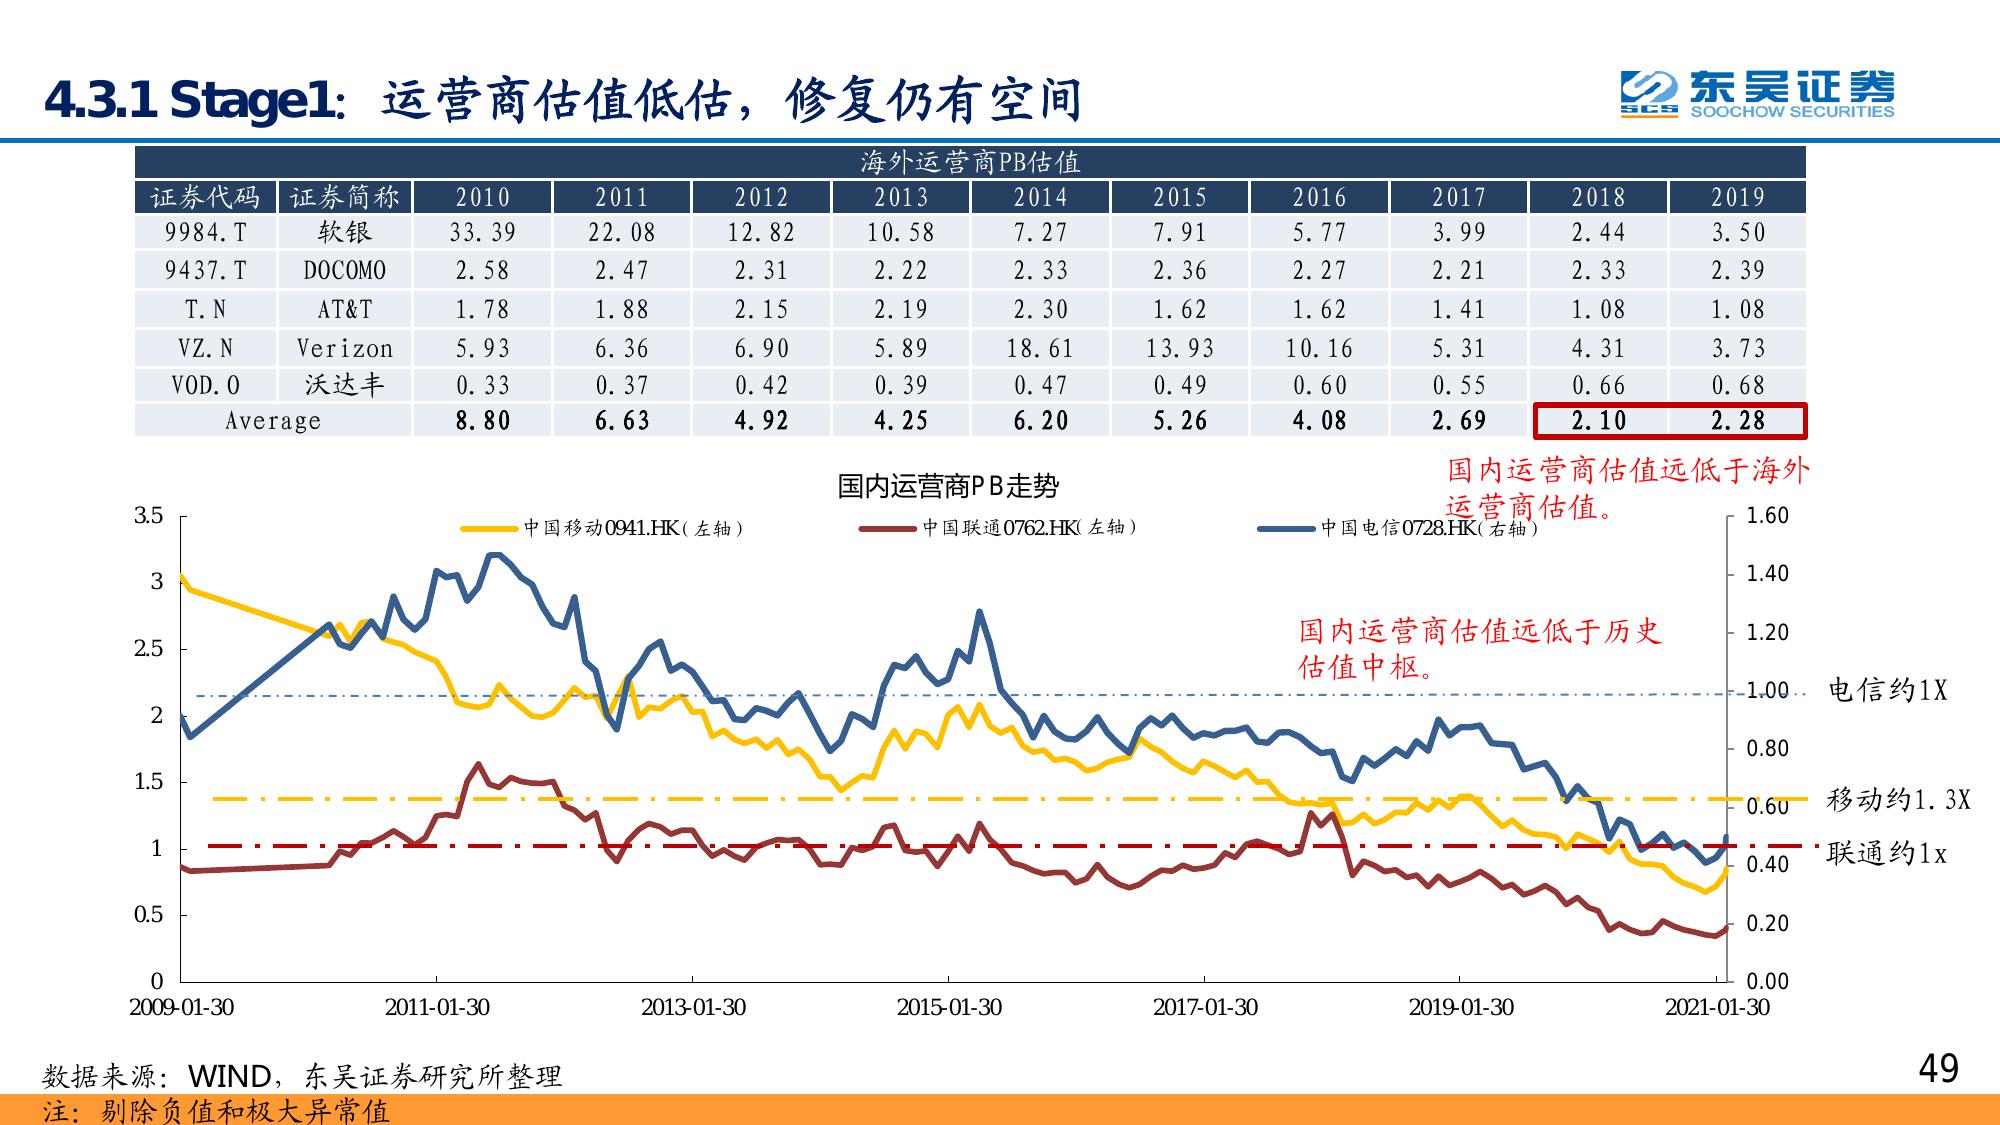 4.3.1 Stage1：运营商估值低估，修复仍有空间
东吴证券
SCS SOOCHOW SECURITIES
海外运营商PB估值
证券代码 证券简称 2010 2011 2012 2013 2014 2015 2016 2017 2018 2019
9984.T 软银 33.39 22.08 12.82 10.58 7.27 7.91 5.77 3.99 2.44 3.50
9437.T DOCOMO 2.58 2.47 2.31 2.22 2.33 2.36 2.27 2.21 2.33 2.39
T.N AT&T 1.78 1.88 2.15 2.19 2.30 1.62 1.62 1.41 1.08 1.08
VZ.N Verizon 5.93 6.36 6.90 5.89 18.61 13.93 10.16 5.31 4.31 3.73
VOD.O 沃达丰 0.33 0.37 0.42 0.39 0.47 0.49 0.60 0.55 0.66 0.68
Average 8.80 6.63 4.92 4.25 6.20 5.26 4.08 2.69 2.10 2.28
国内运营商估值远低于海外
运营商估值。
国内运营商PB走势
中国移动0941.HK(左轴) 中国联通0762.HK(左轴) 中国电信0728.HK(右轴)
3.5
3
2.5
2
1.5
1
0.5
0
1.60
1.40
1.20
1.00
0.80
0.60
0.40
0.20
0.00
国内运营商估值远低于历史
估值中枢。
电信约1X
移动约1.3X
联通约1x
2009-01-30 2011-01-30 2013-01-30 2015-01-30 2017-01-30 2019-01-30 2021-01-30
数据来源：WIND，东吴证券研究所整理
注：剔除负值和极大异常值
49